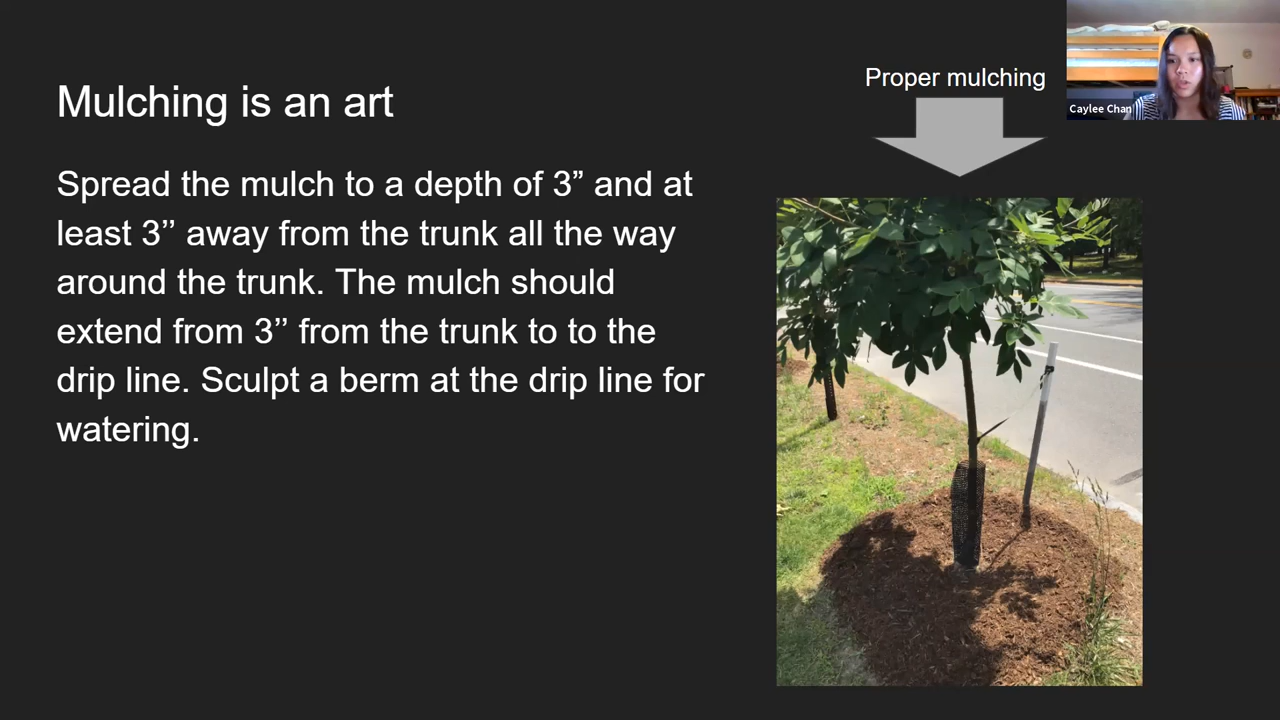 Mulching is an art
Spread the mulch to a depth of 3” and at
least 3’’ away from the trunk all the way
around the trunk. The mulch should
extend from 3’’ from the trunk to to the
drip line. Sculpt a berm at the drip line for
watering.
Proper mulching
Caylee Chan